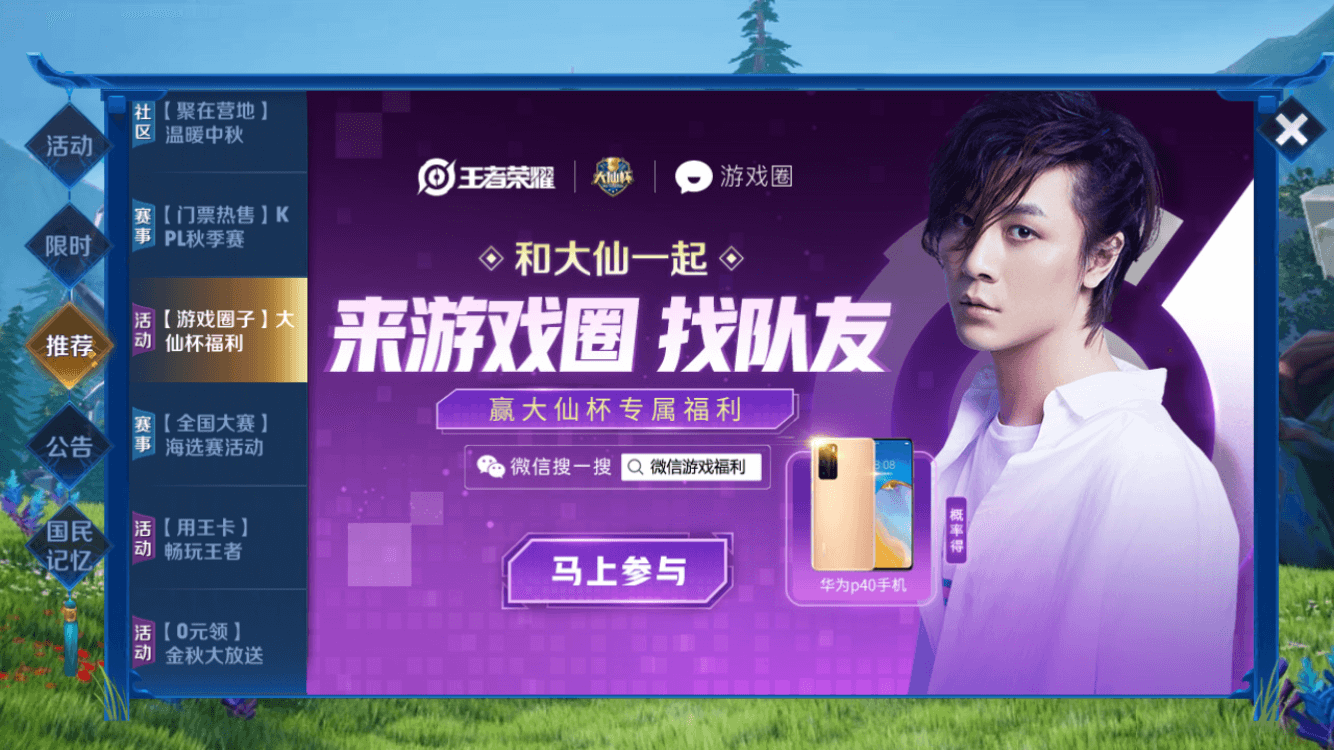 活动
限时
推荐
公告
国民
记忆
社区
【聚在营地】
温暖中秋
赛事
【门票热售】K
PL秋季赛
活动
【游戏圈子】大
仙杯福利
赛事
【全国大赛】
海选赛活动
活动
【用王卡】
畅玩王者
活动
【0元领】
金秋大放送
王者荣耀
大仙杯
游戏圈
和大仙一起
来游戏圈 找队友
赢大仙杯专属福利
微信搜一搜 微信游戏福利
马上参与
8:08
华为p40手机
概率得